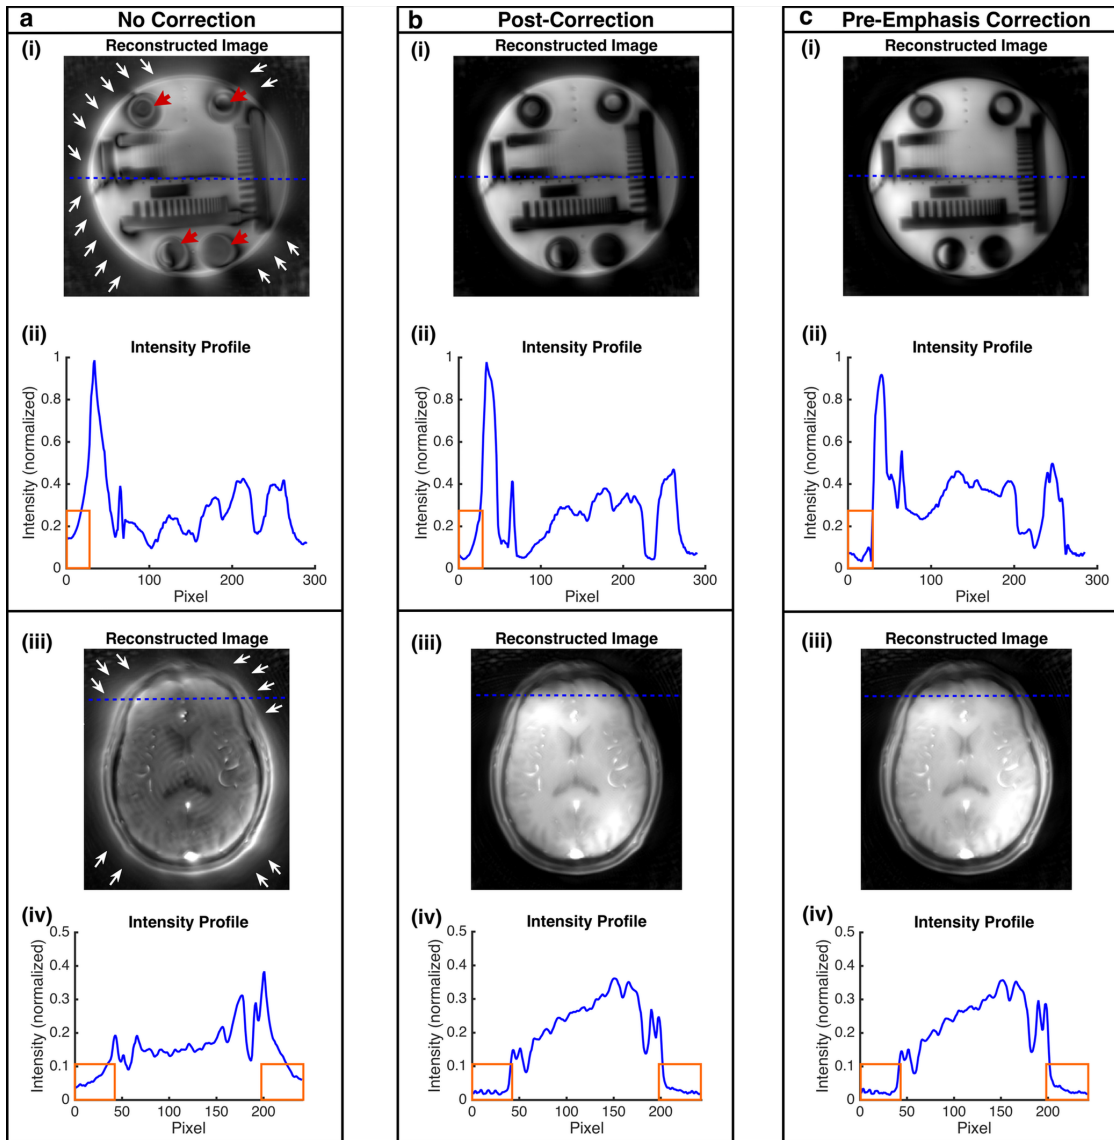 a No Correction
(i) Reconstructed Image
(ii) Intensity Profile
Intensity (normalized)
1
0.8
0.6
0.4
0.2
0
0 100 200 300
Pixel
(iii) Reconstructed Image
(iv) Intensity Profile
Intensity (normalized)
0.5
0.4
0.3
0.2
0.1
0
0 50 100 150 200
Pixel
b Post-Correction
(i) Reconstructed Image
(ii) Intensity Profile
Intensity (normalized)
1
0.8
0.6
0.4
0.2
0
0 100 200 300
Pixel
(iii) Reconstructed Image
(iv) Intensity Profile
Intensity (normalized)
0.5
0.4
0.3
0.2
0.1
0
0 50 100 150 200
Pixel
c Pre-Emphasis Correction
(i) Reconstructed Image
(ii) Intensity Profile
Intensity (normalized)
1
0.8
0.6
0.4
0.2
0
0 100 200 300
Pixel
(iii) Reconstructed Image
(iv) Intensity Profile
Intensity (normalized)
0.5
0.4
0.3
0.2
0.1
0
0 50 100 150 200
Pixel